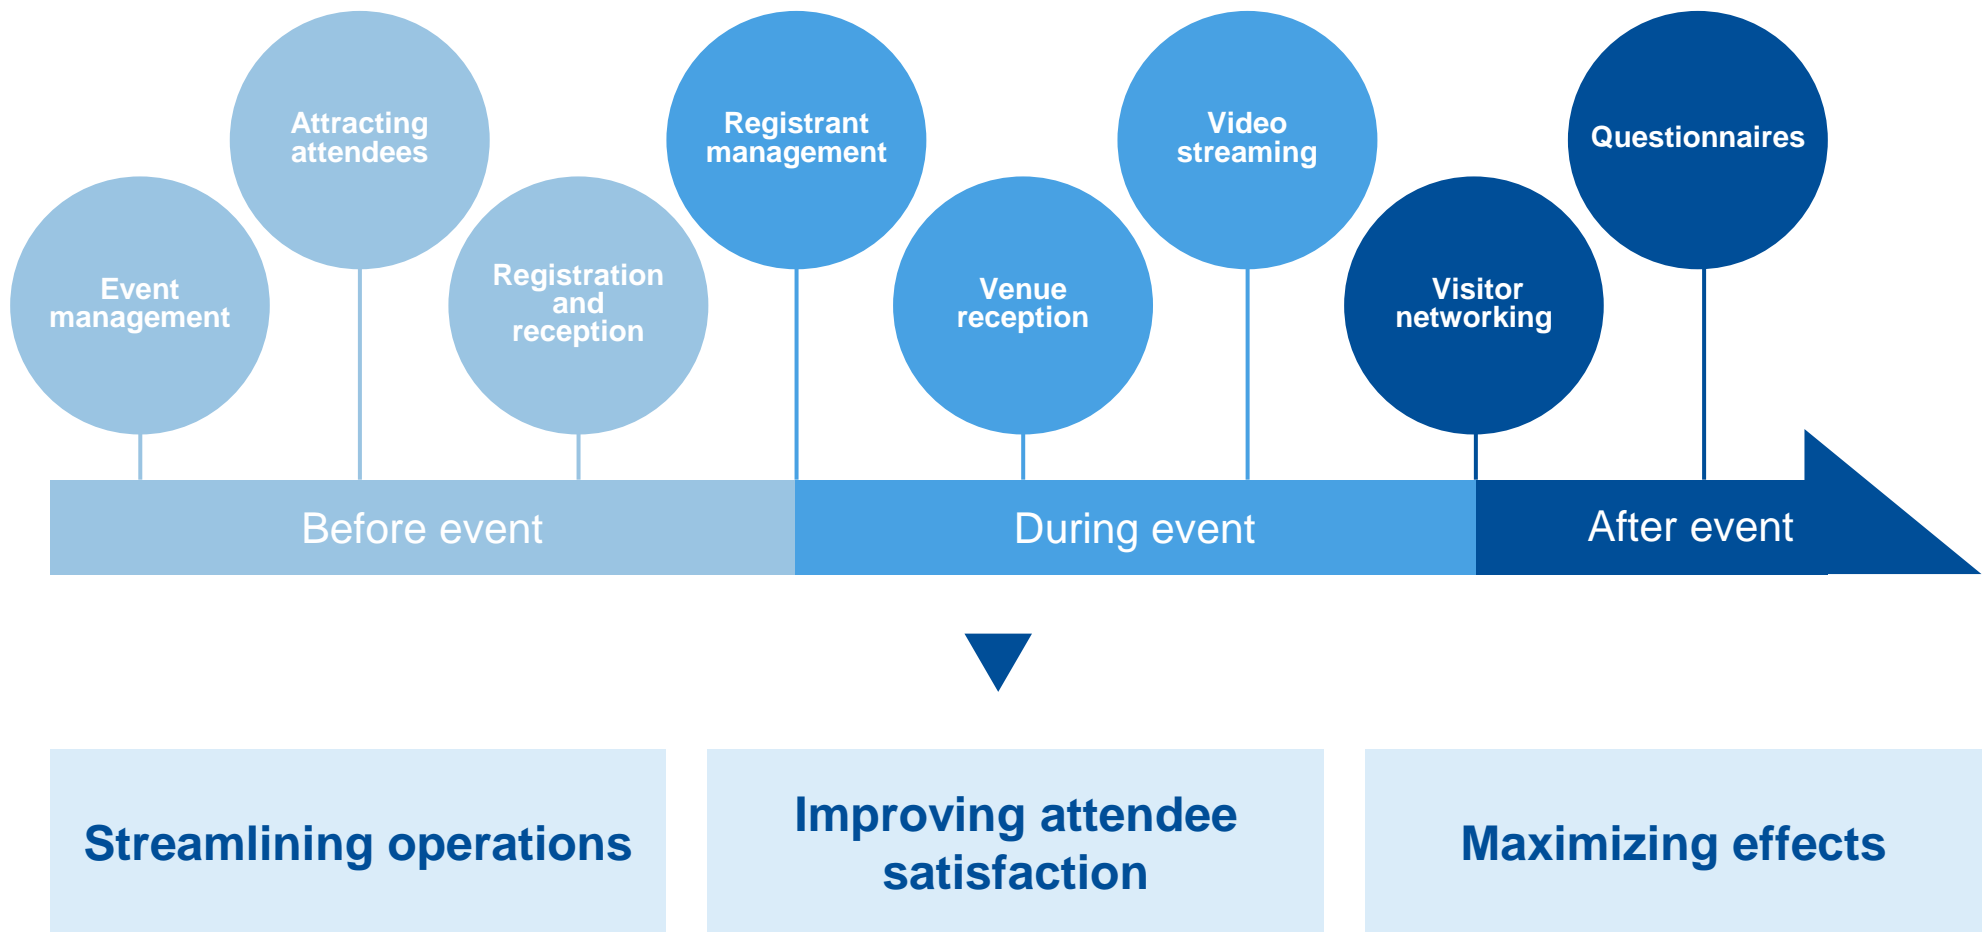 Event
management
Attracting
attendees
Registration
and
reception
Registrant
management
Venue
reception
Video
streaming
Visitor
networking
Questionnaires
Before event
During event
After event
Streamlining operations
Improving attendee
satisfaction
Maximizing effects